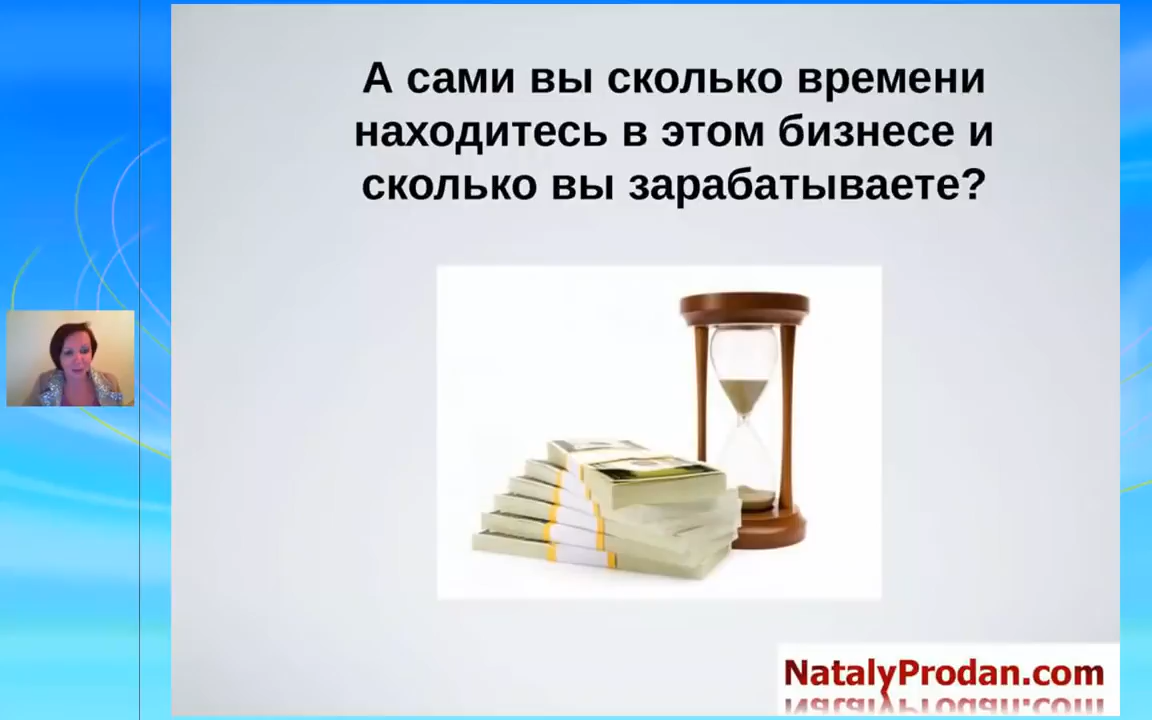 А сами вы сколько времени
находитесь в этом бизнесе и
сколько вы зарабатываете?
NatalyProdan.com